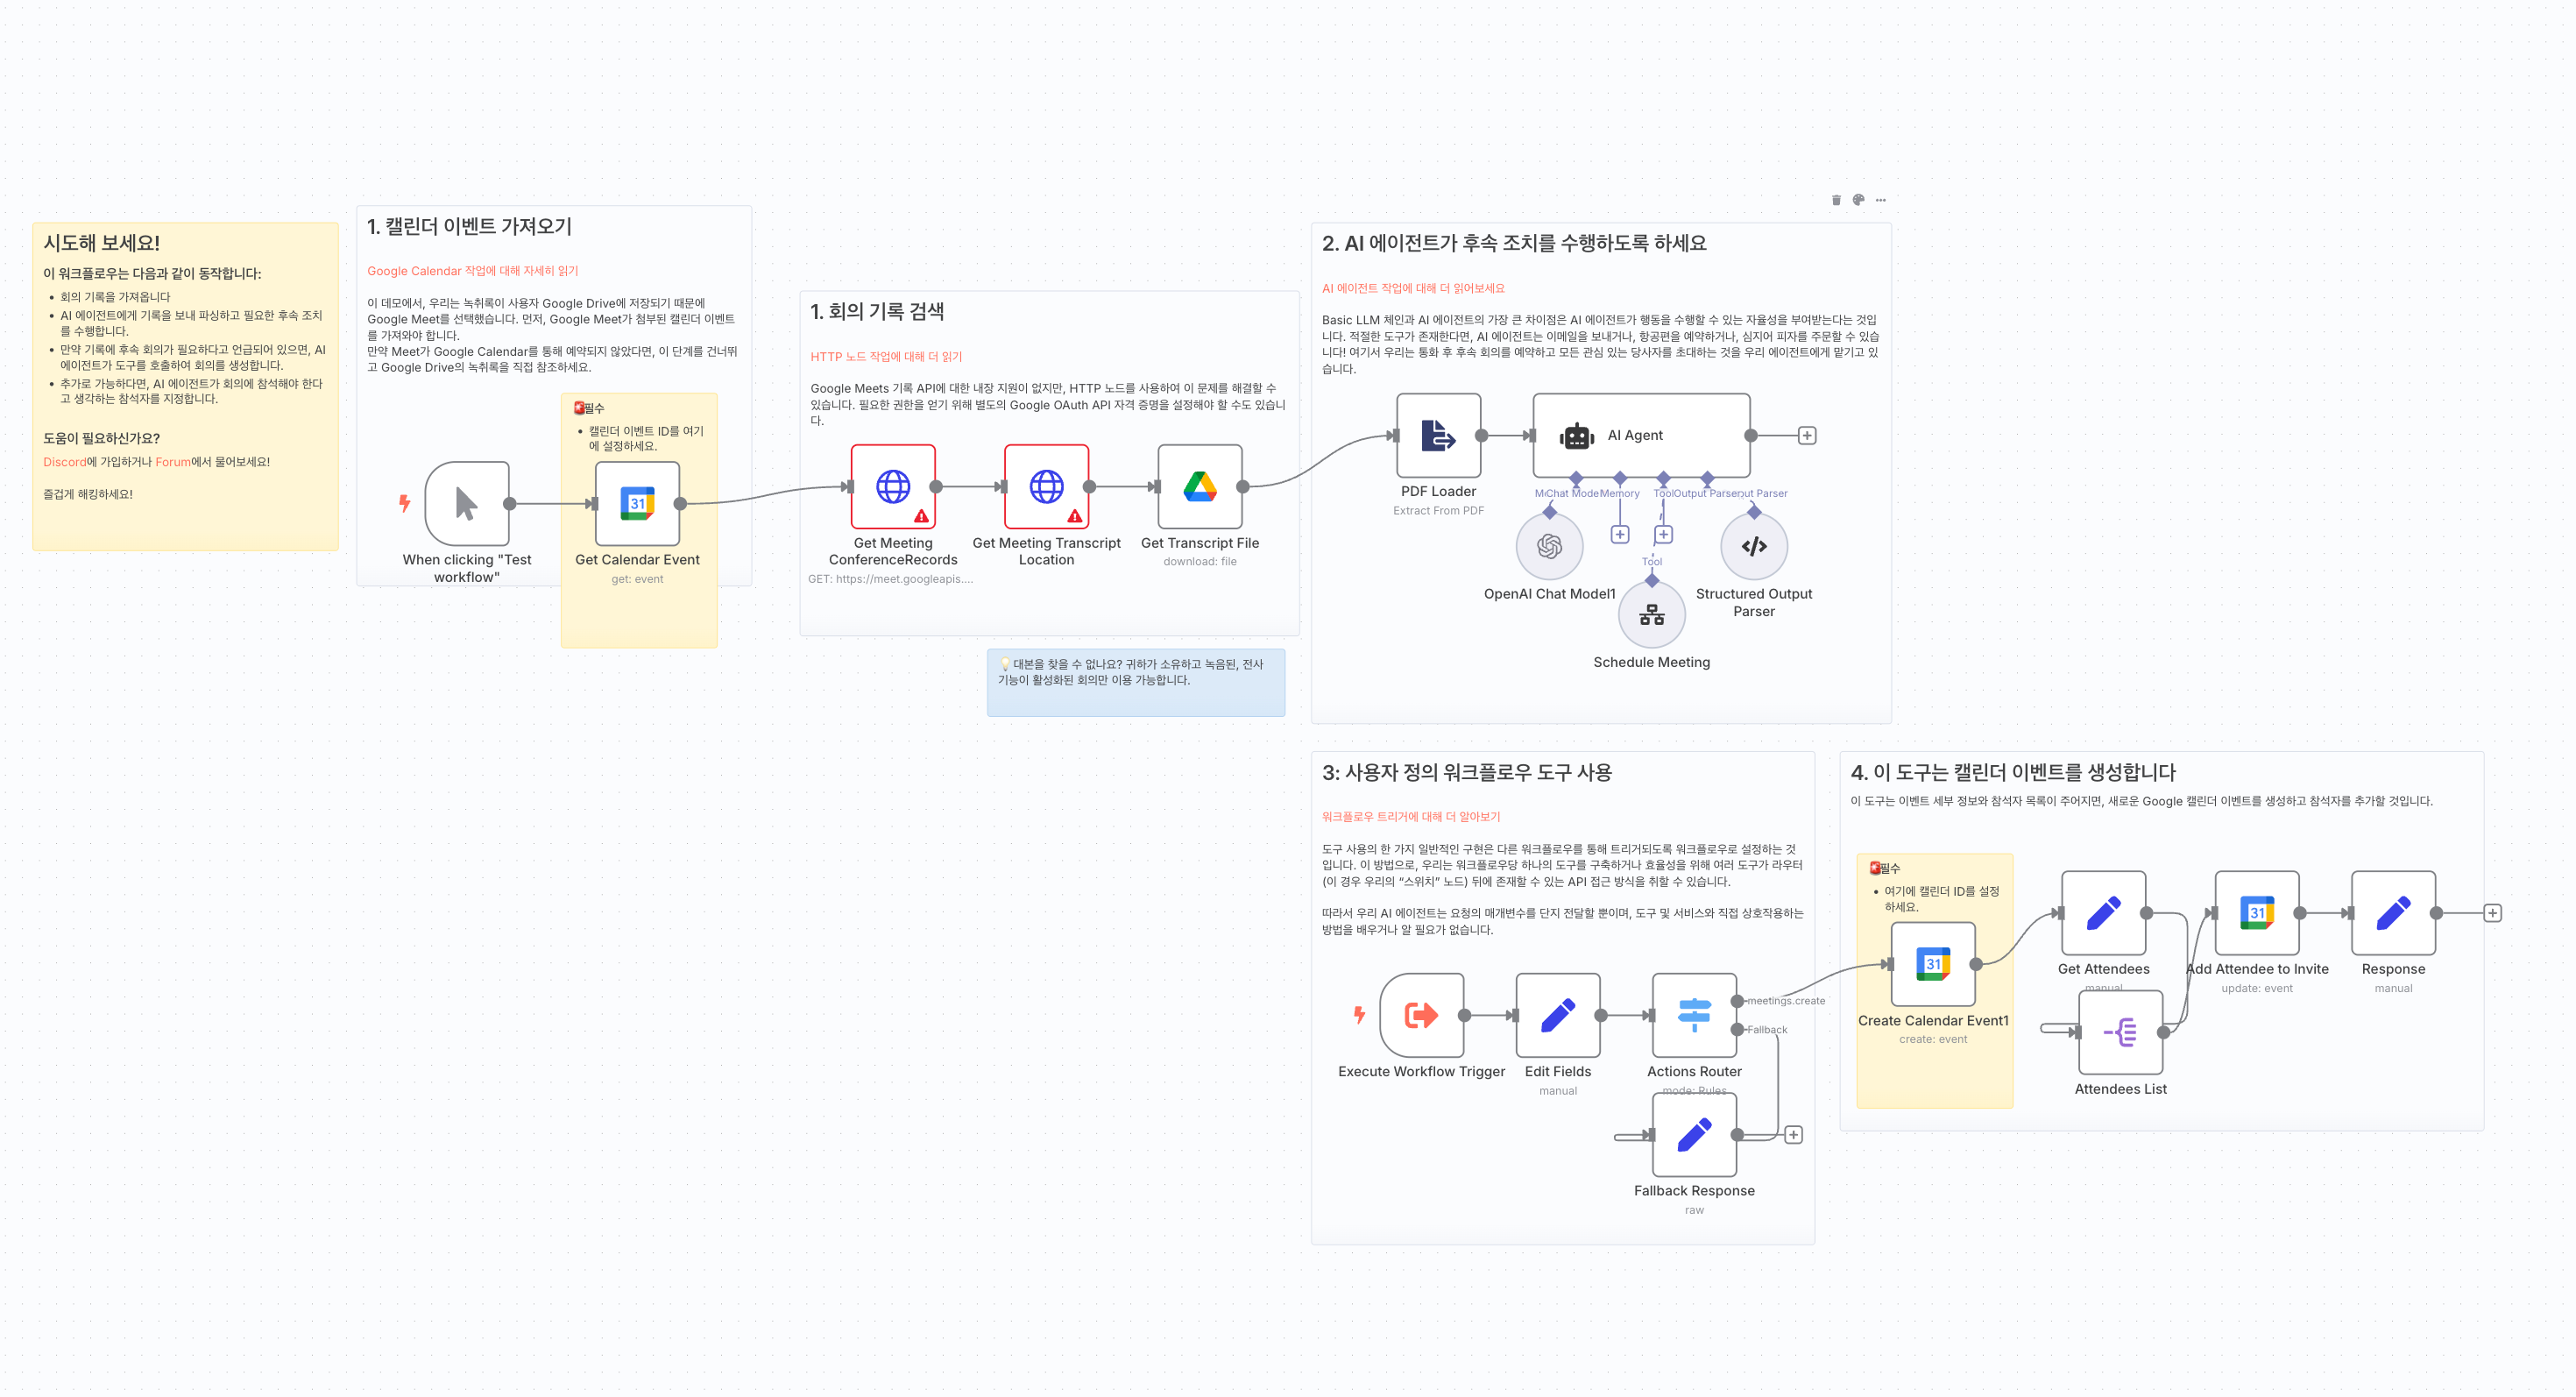 시도해 보세요!
이 워크플로우는 다음과 같이 동작합니다:
• 회의 기록을 가져옵니다
• AI 에이전트에게 기록을 보내 파싱하고 필요한 후속 조치
를 수행합니다.
• 만약 기록에 후속 회의가 필요하다고 언급되어 있으면, AI
에이전트가 도구를 호출하여 회의를 생성합니다.
• 추가로 가능하다면, AI 에이전트가 회의에 참석해야 한다
고 생각하는 참석자를 지정합니다.
도움이 필요하신가요?
Discord에 가입하거나 Forum에서 물어보세요!
즐겁게 해킹하세요!
1. 캘린더 이벤트 가져오기
Google Calendar 작업에 대해 자세히 읽기
이 데모에서, 우리는 녹취록이 사용자 Google Drive에 저장되기 때문에
Google Meet를 선택했습니다. 먼저, Google Meet가 첨부된 캘린더 이벤트
를 가져와야 합니다.
만약 Meet가 Google Calendar를 통해 예약되지 않았다면, 이 단계를 건너뛰
고 Google Drive의 녹취록을 직접 참조하세요.
🚨필수
• 캘린더 이벤트 ID를 여기
에 설정하세요.
31
When clicking "Test
workflow"
Get Calendar Event
get: event
1. 회의 기록 검색
HTTP 노드 작업에 대해 더 읽기
Google Meets 기록 API에 대한 내장 지원이 없지만, HTTP 노드를 사용하여 이 문제를 해결할 수
있습니다. 필요한 권한을 얻기 위해 별도의 Google OAuth API 자격 증명을 설정해야 할 수도 있습니
다.
Get Meeting
ConferenceRecords
GET: https://meet.googleapis....
Get Meeting Transcript
Location
Get Transcript File
download: file
💡대본을 찾을 수 없나요? 귀하가 소유하고 녹음된, 전사
기능이 활성화된 회의만 이용 가능합니다.
2. AI 에이전트가 후속 조치를 수행하도록 하세요
AI 에이전트 작업에 대해 더 읽어보세요
Basic LLM 체인과 AI 에이전트의 가장 큰 차이점은 AI 에이전트가 행동을 수행할 수 있는 자율성을 부여받는다는 것입
니다. 적절한 도구가 존재한다면, AI 에이전트는 이메일을 보내거나, 항공편을 예약하거나, 심지어 피자를 주문할 수 있습
니다! 여기서 우리는 통화 후 후속 회의를 예약하고 모든 관심 있는 당사자를 초대하는 것을 우리 에이전트에게 맡기고 있
습니다.
PDF Loader
Extract From PDF
AI Agent
Chat Model
Memory
Tool
Output Parser
Tool
OpenAI Chat Model1
Structured Output
Parser
Schedule Meeting
3: 사용자 정의 워크플로우 도구 사용
워크플로우 트리거에 대해 더 알아보기
도구 사용의 한 가지 일반적인 구현은 다른 워크플로우를 통해 트리거되도록 워크플로우로 설정하는 것
입니다. 이 방법으로, 우리는 워크플로우당 하나의 도구를 구축하거나 효율성을 위해 여러 도구가 라우터
(이 경우 우리의 “스위치” 노드) 뒤에 존재할 수 있는 API 접근 방식을 취할 수 있습니다.
따라서 우리 AI 에이전트는 요청의 매개변수를 단지 전달할 뿐이며, 도구 및 서비스와 직접 상호작용하는
방법을 배우거나 알 필요가 없습니다.
Execute Workflow Trigger
Edit Fields
manual
Actions Router
mode: Rules
meetings.create
Fallback
Fallback Response
raw
4. 이 도구는 캘린더 이벤트를 생성합니다
이 도구는 이벤트 세부 정보와 참석자 목록이 주어지면, 새로운 Google 캘린더 이벤트를 생성하고 참석자를 추가할 것입니다.
🚨필수
• 여기에 캘린더 ID를 설정
하세요.
31
Create Calendar Event1
create: event
Get Attendees
manual
Attendees List
31
Add Attendee to Invite
update: event
Response
manual